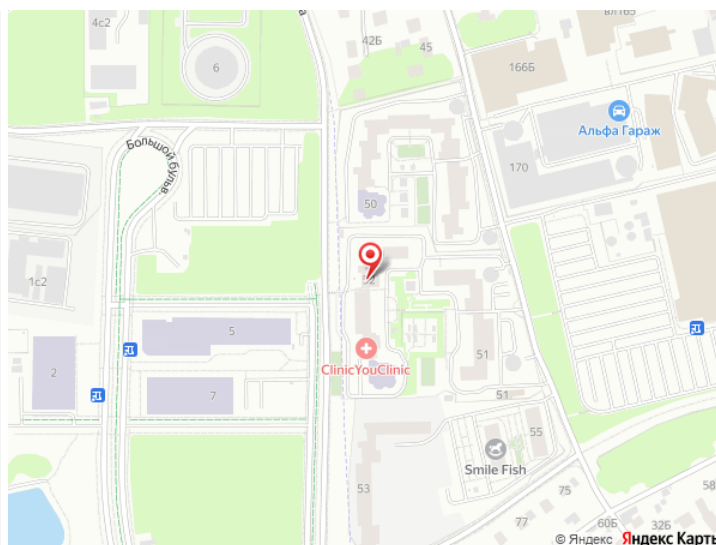 4с2
42Б
45
вл165
6
166Б
Альфа Гараж
Большой бульв.
170
50
52
1с2
5
51
2
ClinicYouClinic
7
51
55
Smile Fish
53
75
77
58
60Б
32Б
© Яндекс Яндекс Карты